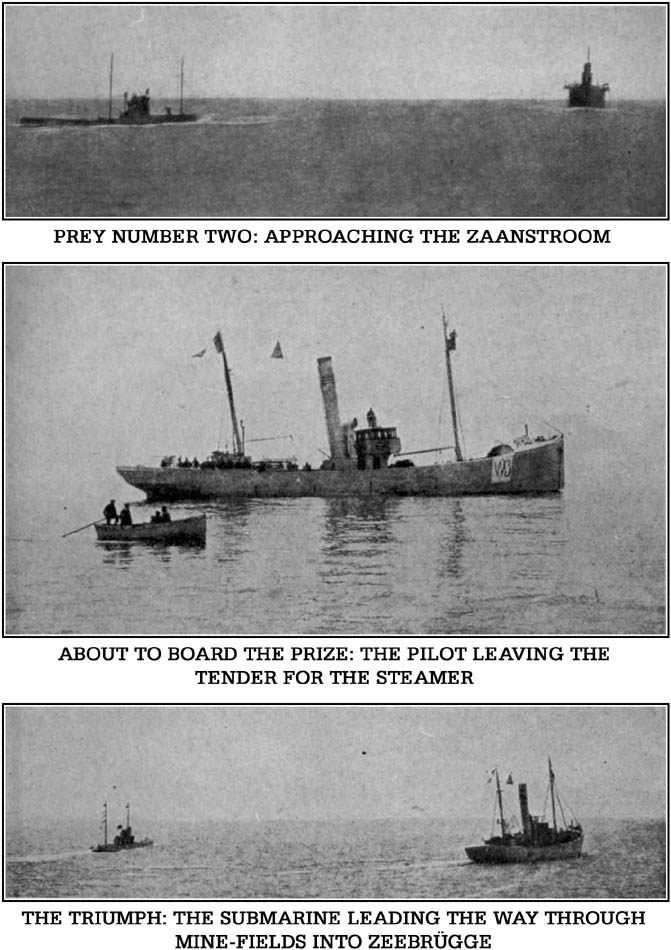 PREY NUMBER TWO: APPROACHING THE ZAANSTROOM
ABOUT TO BOARD THE PRIZE: THE PILOT LEAVING THE
TENDER FOR THE STEAMER
THE TRIUMPH: THE SUBMARINE LEADING THE WAY THROUGH
MINE-FIELDS INTO ZEEBRÜGGE